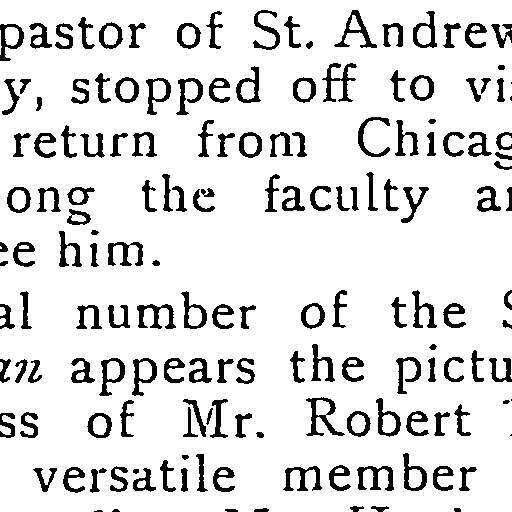 pastor of St. Andrew
y, stopped off to vi
return from Chicag
ong the faculty a
ee him.
al number of the S
an appears the pictu
ss of Mr. Robert
versatile member